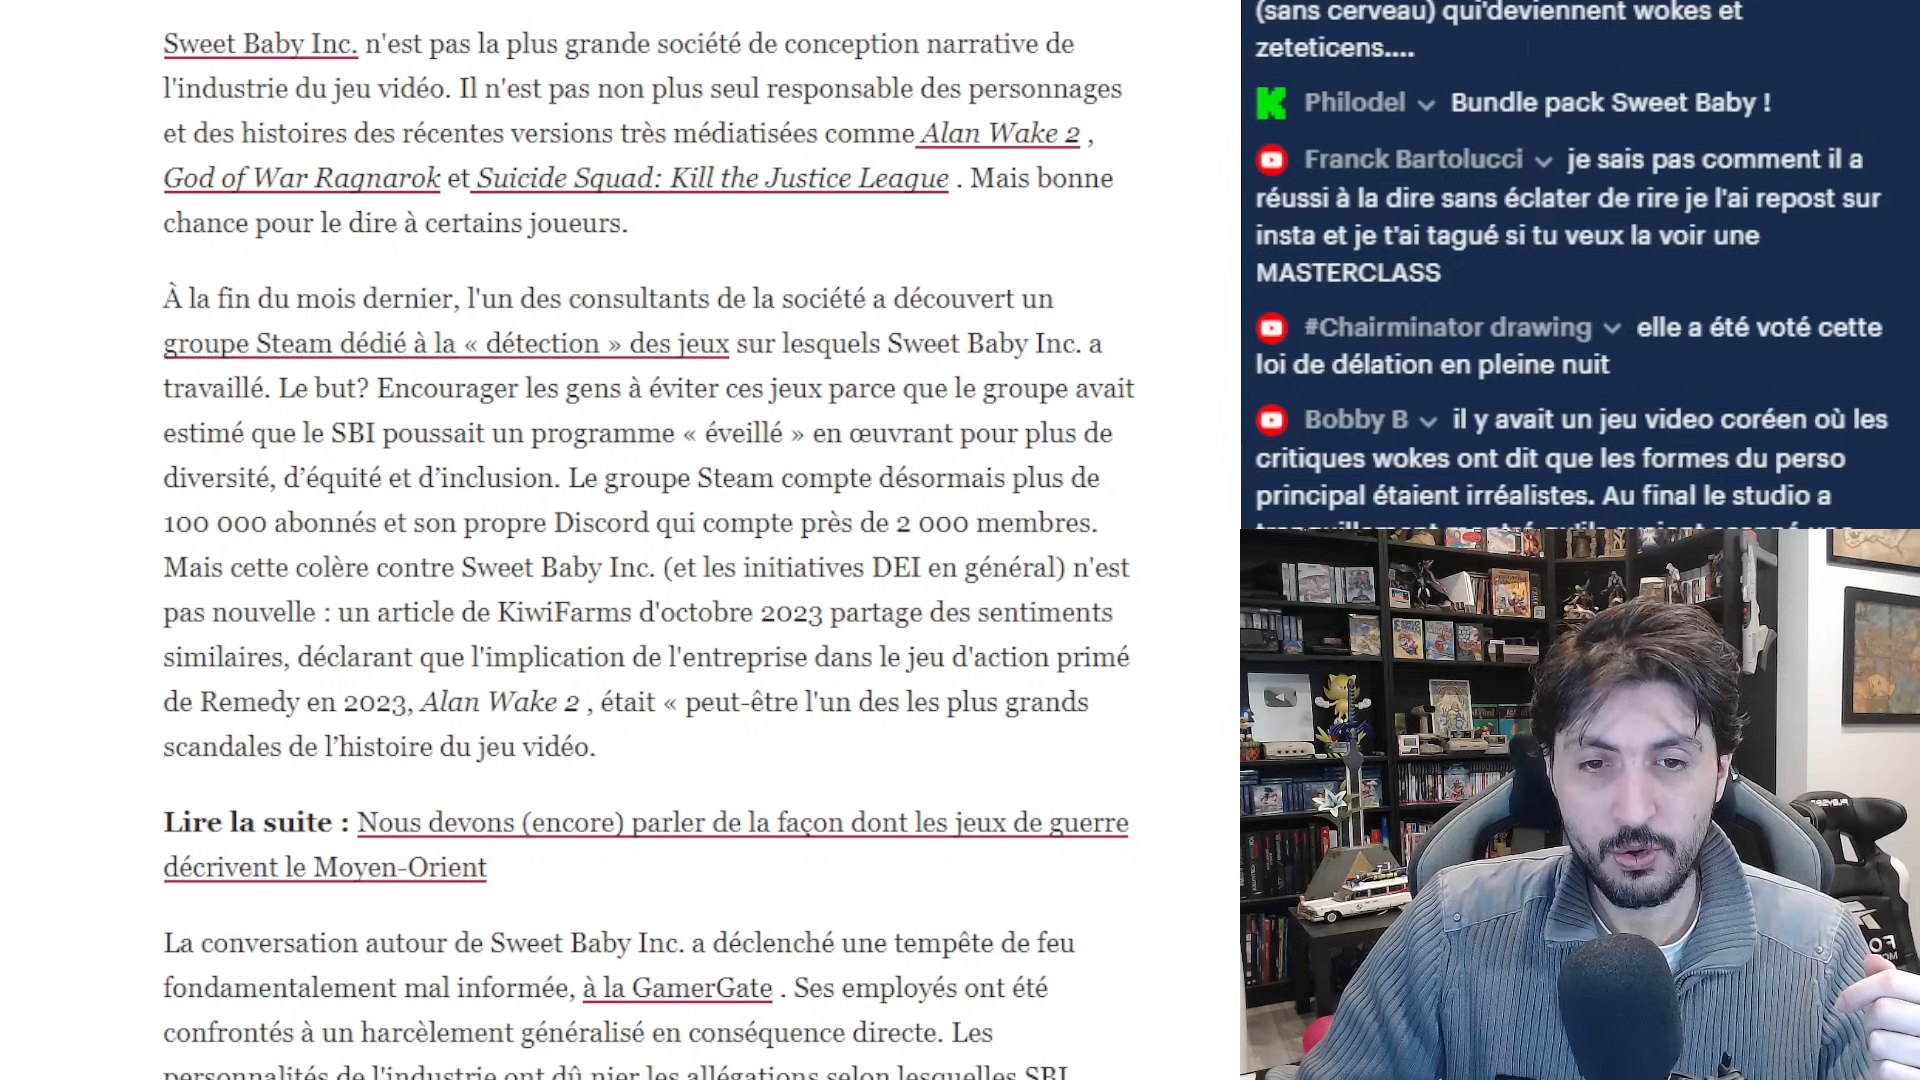 Sweet Baby Inc. n'est pas la plus grande société de conception narrative de
l'industrie du jeu vidéo. Il n'est pas non plus seul responsable des personnages
et des histoires des récentes versions très médiatisées comme Alan Wake 2 ,
God of War Ragnarok et Suicide Squad: Kill the Justice League . Mais bonne
chance pour le dire à certains joueurs.
À la fin du mois dernier, l'un des consultants de la société a découvert un
groupe Steam dédié à la « détection » des jeux sur lesquels Sweet Baby Inc. a
travaillé. Le but? Encourager les gens à éviter ces jeux parce que le groupe avait
estimé que le SBI poussait un programme « éveillé » en œuvrant pour plus de
diversité, d’équité et d’inclusion. Le groupe Steam compte désormais plus de
100 000 abonnés et son propre Discord qui compte près de 2 000 membres.
Mais cette colère contre Sweet Baby Inc. (et les initiatives DEI en général) n'est
pas nouvelle : un article de KiwiFarms d'octobre 2023 partage des sentiments
similaires, déclarant que l'implication de l'entreprise dans le jeu d'action primé
de Remedy en 2023, Alan Wake 2 , était « peut-être l'un des les plus grands
scandales de l’histoire du jeu vidéo.
Lire la suite : Nous devons (encore) parler de la façon dont les jeux de guerre
décrivent le Moyen-Orient
La conversation autour de Sweet Baby Inc. a déclenché une tempête de feu
fondamentalement mal informée, à la GamerGate . Ses employés ont été
confrontés à un harcèlement généralisé en conséquence directe. Les
personnalités de l'industrie ont dû nier les allégations selon lesquelles SBI
(sans cerveau) qui'deviennent wokes et
zeteticens....
Philodel Bundle pack Sweet Baby !
Franck Bartolucci je sais pas comment il a
réussi à la dire sans éclater de rire je l'ai repost sur
insta et je t'ai tagué si tu veux la voir une
MASTERCLASS
#Chairminator drawing elle a été voté cette
loi de délation en pleine nuit
Bobby B il y avait un jeu video coréen où les
critiques wokes ont dit que les formes du perso
principal étaient irréalistes. Au final le studio a